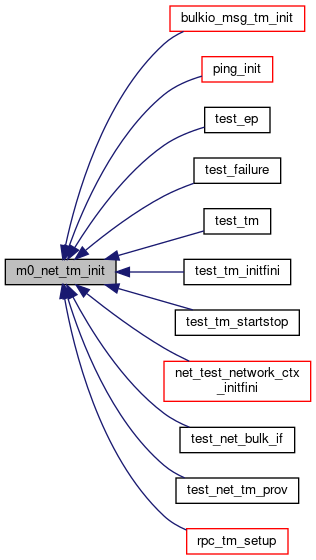 bulkio_msg_tm_init
ping_init
test_ep
test_failure
test_tm
m0_net_tm_init
test_tm_initfini
test_tm_startstop
net_test_network_ctx
_initfini
test_net_bulk_if
test_net_tm_prov
rpc_tm_setup